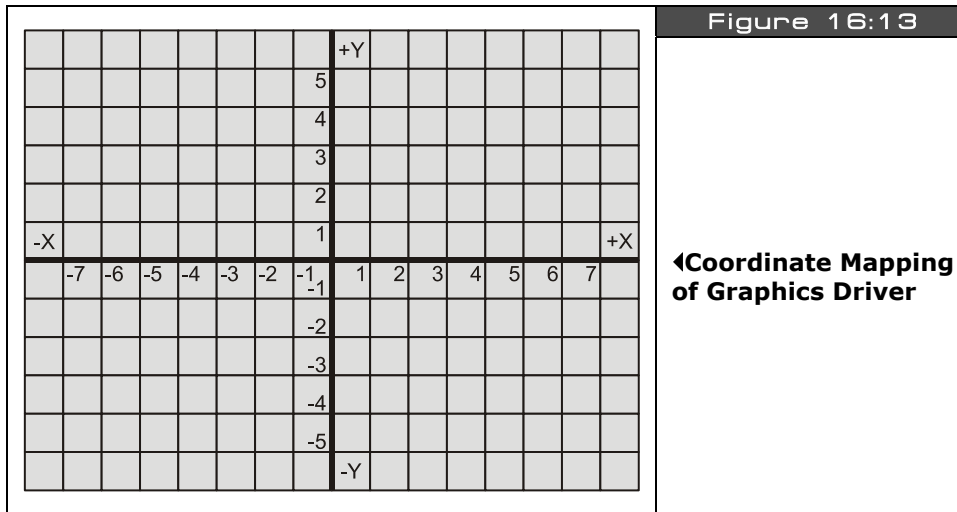 Figure 16:13
+Y
5
4
3
2
-X 1 +X
-7 -6 -5 -4 -3 -2 -1 1 2 3 4 5 6 7
-1
-2
-3
-4
-5
-Y
Coordinate Mapping
of Graphics Driver